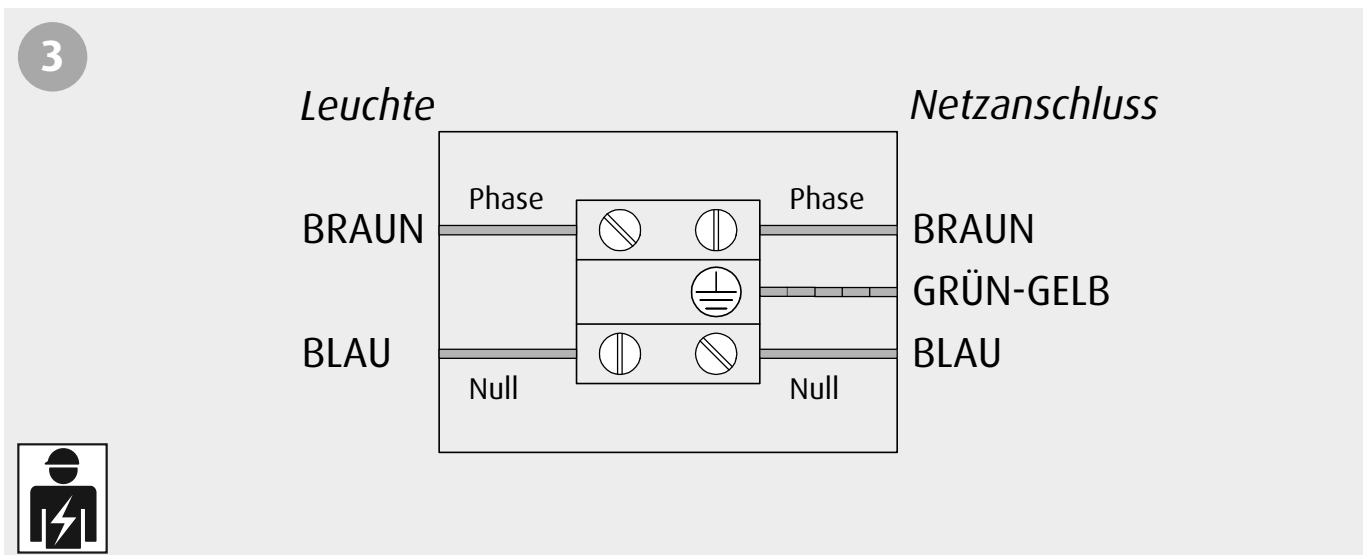 3
Leuchte Netzanschluss
Phase Phase
BRAUN BRAUN
GRÜN-GELB
BLAU BLAU
Null Null